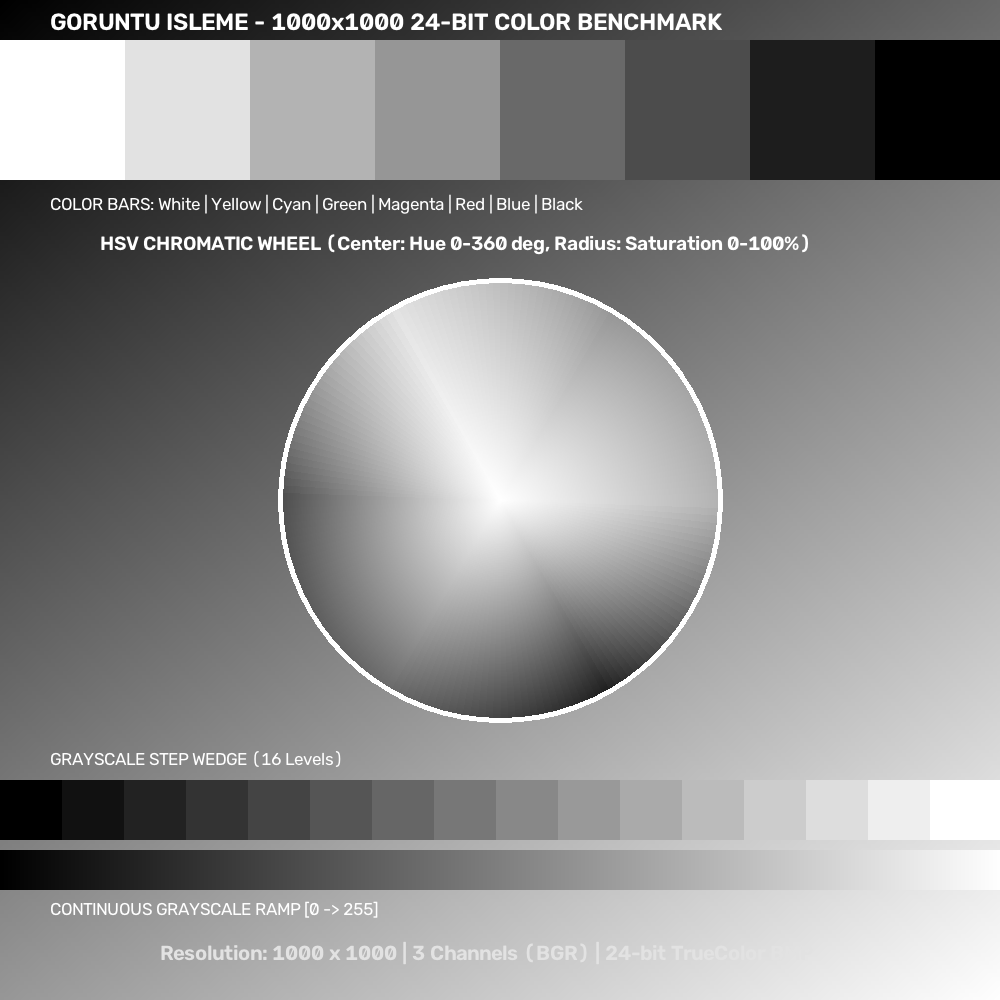 GORUNTU ISLEME - 1000x1000 24-BIT COLOR BENCHMARK
COLOR BARS: White | Yellow | Cyan | Green | Magenta | Red | Blue | Black
HSV CHROMATIC WHEEL (Center: Hue 0-360 deg, Radius: Saturation 0-100%)
GRAYSCALE STEP WEDGE (16 Levels)
CONTINUOUS GRAYSCALE RAMP [0 -> 255]
Resolution: 1000 x 1000 | 3 Channels (BGR) | 24-bit TrueColor